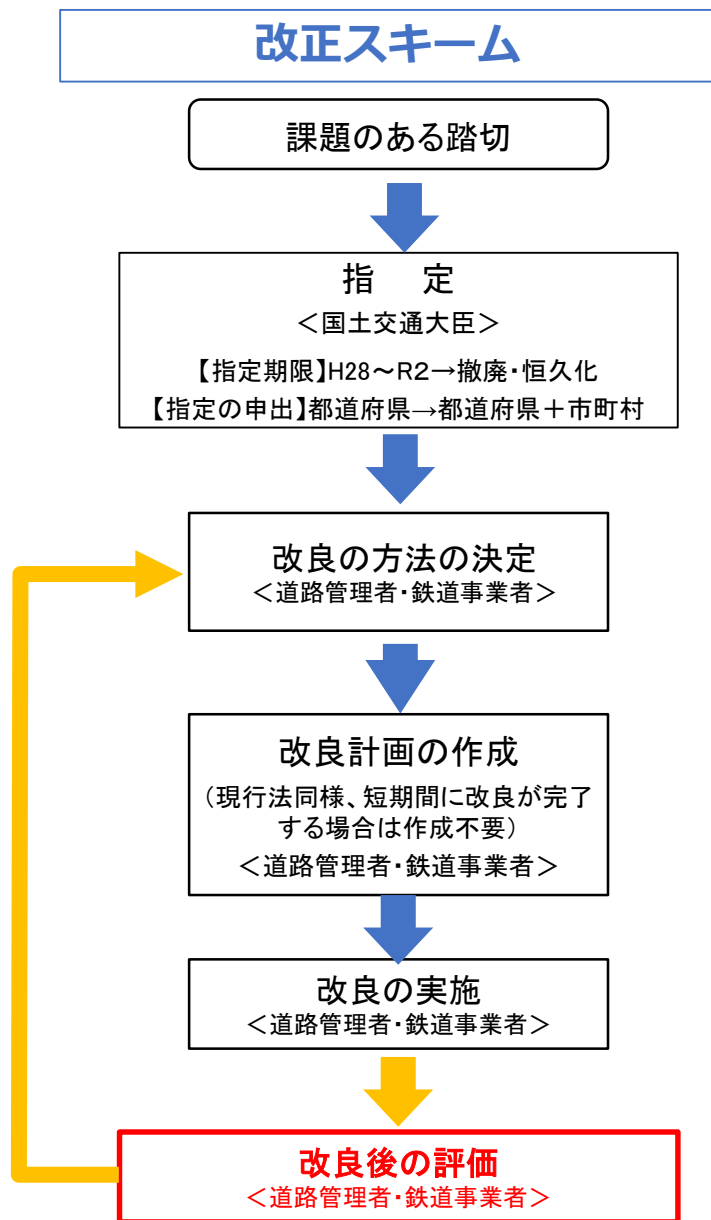 改正スキーム
課題のある踏切
指　定
＜国土交通大臣＞
【指定期限】H28～R2→撤廃・恒久化
【指定の申出】都道府県→都道府県＋市町村
改良の方法の決定
＜道路管理者・鉄道事業者＞
改良計画の作成
（現行法同様、短期間に改良が完了
する場合は作成不要）
＜道路管理者・鉄道事業者＞
改良の実施
＜道路管理者・鉄道事業者＞
改良後の評価
＜道路管理者・鉄道事業者＞